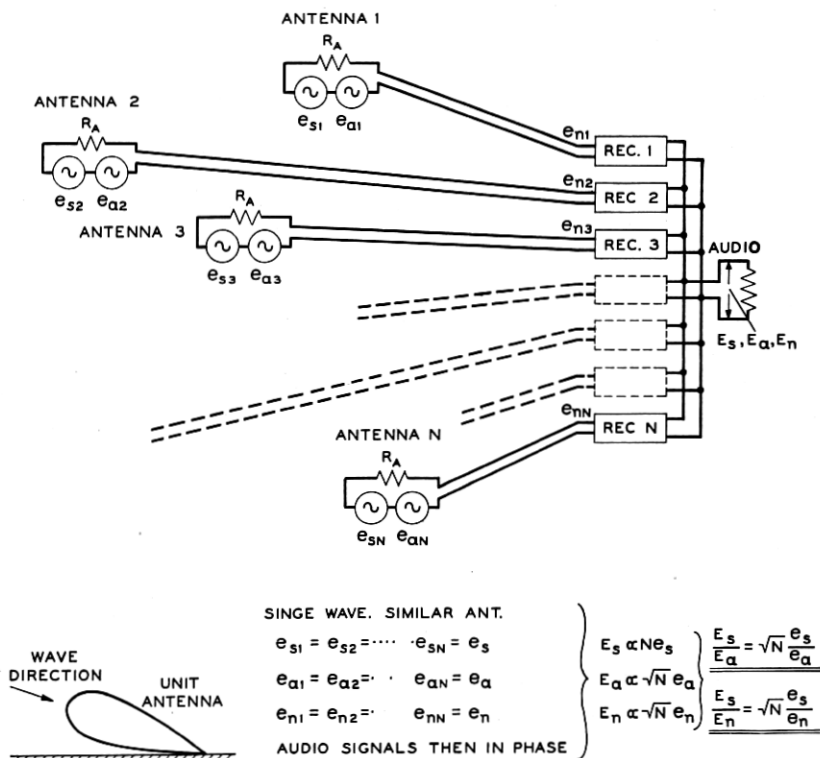 ANTENNA 1
R_A
e_s1 e_a1
ANTENNA 2
R_A
e_s2 e_a2
ANTENNA 3
R_A
e_s3 e_a3
e_n1
REC. 1
e_n2
REC 2
e_n3
REC. 3
AUDIO
E_s, E_a, E_n
e_nN
REC N
ANTENNA N
R_A
e_sN e_aN
WAVE
DIRECTION
UNIT
ANTENNA
SINGE WAVE. SIMILAR ANT.
e_s1 = e_s2 = ···· · e_sN = e_s
e_a1 = e_a2 = · · e_aN = e_a
e_n1 = e_n2 = · e_nN = e_n
AUDIO SIGNALS THEN IN PHASE
E_s ∝ N e_s
E_a ∝ √N e_a
E_n ∝ √N e_n
E_s/E_a = √N e_s/e_a
E_s/E_n = √N e_s/e_n